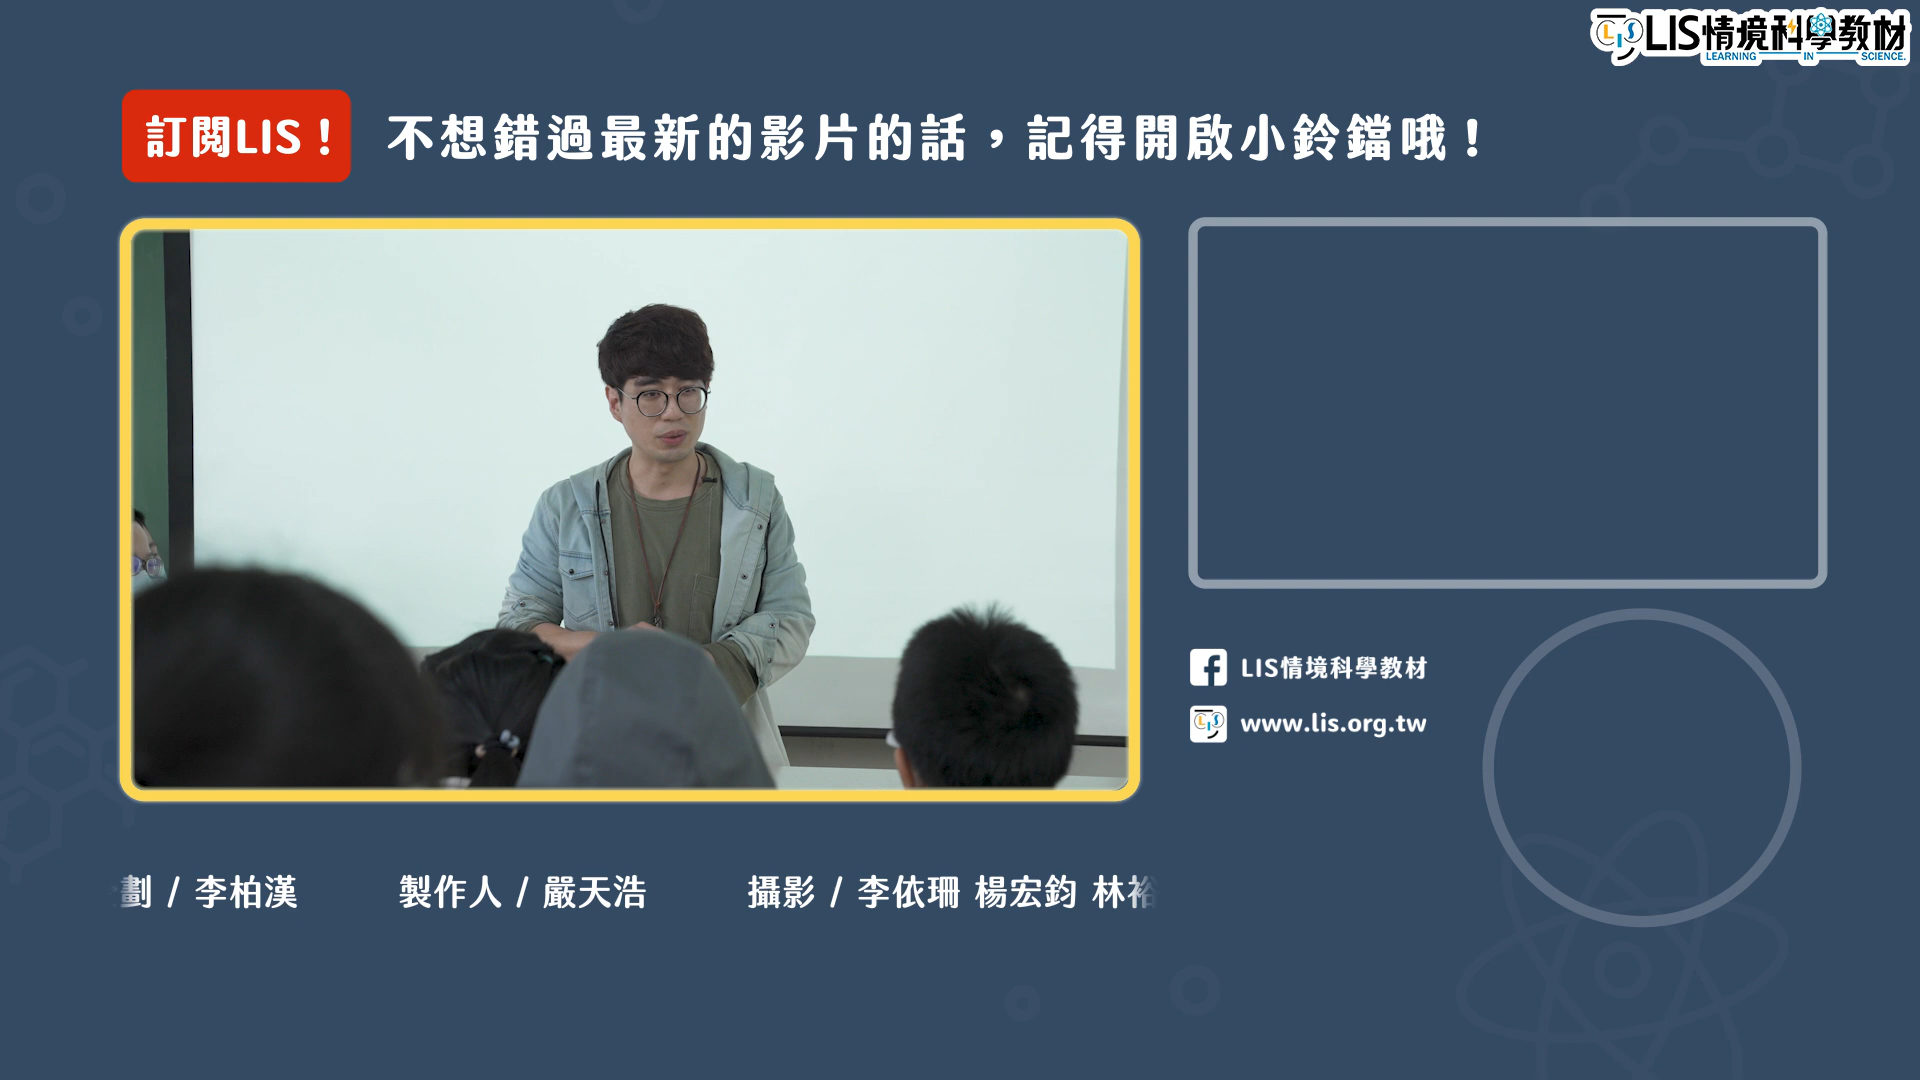 LIS情境科學教材
LEARNING IN SCIENCE.
訂閱LIS！
不想錯過最新的影片的話，記得開啟小鈴鐺哦！
LIS情境科學教材
www.lis.org.tw
劃 / 李柏漢 製作人 / 嚴天浩 攝影 / 李依珊 楊宏鈞 林裕